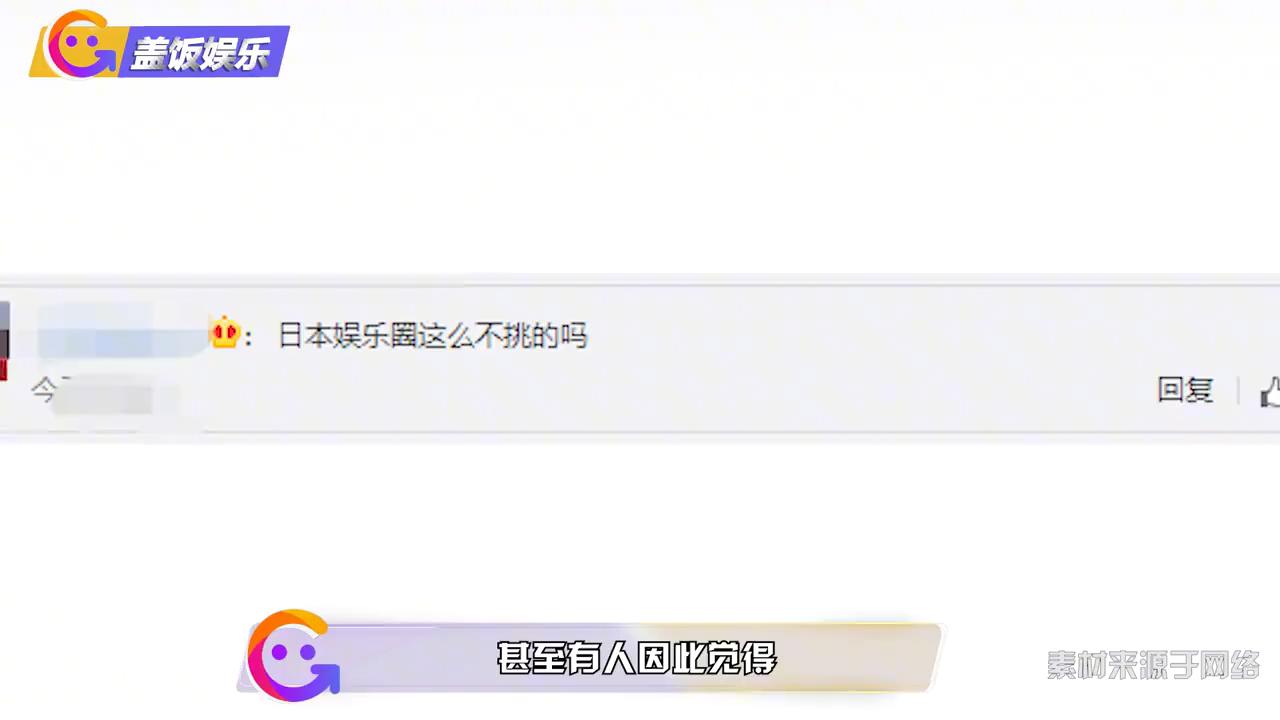 盖饭娱乐
： 日本娱乐圈这么不挑的吗
今
回复
甚至有人因此觉得
素材来源于网络